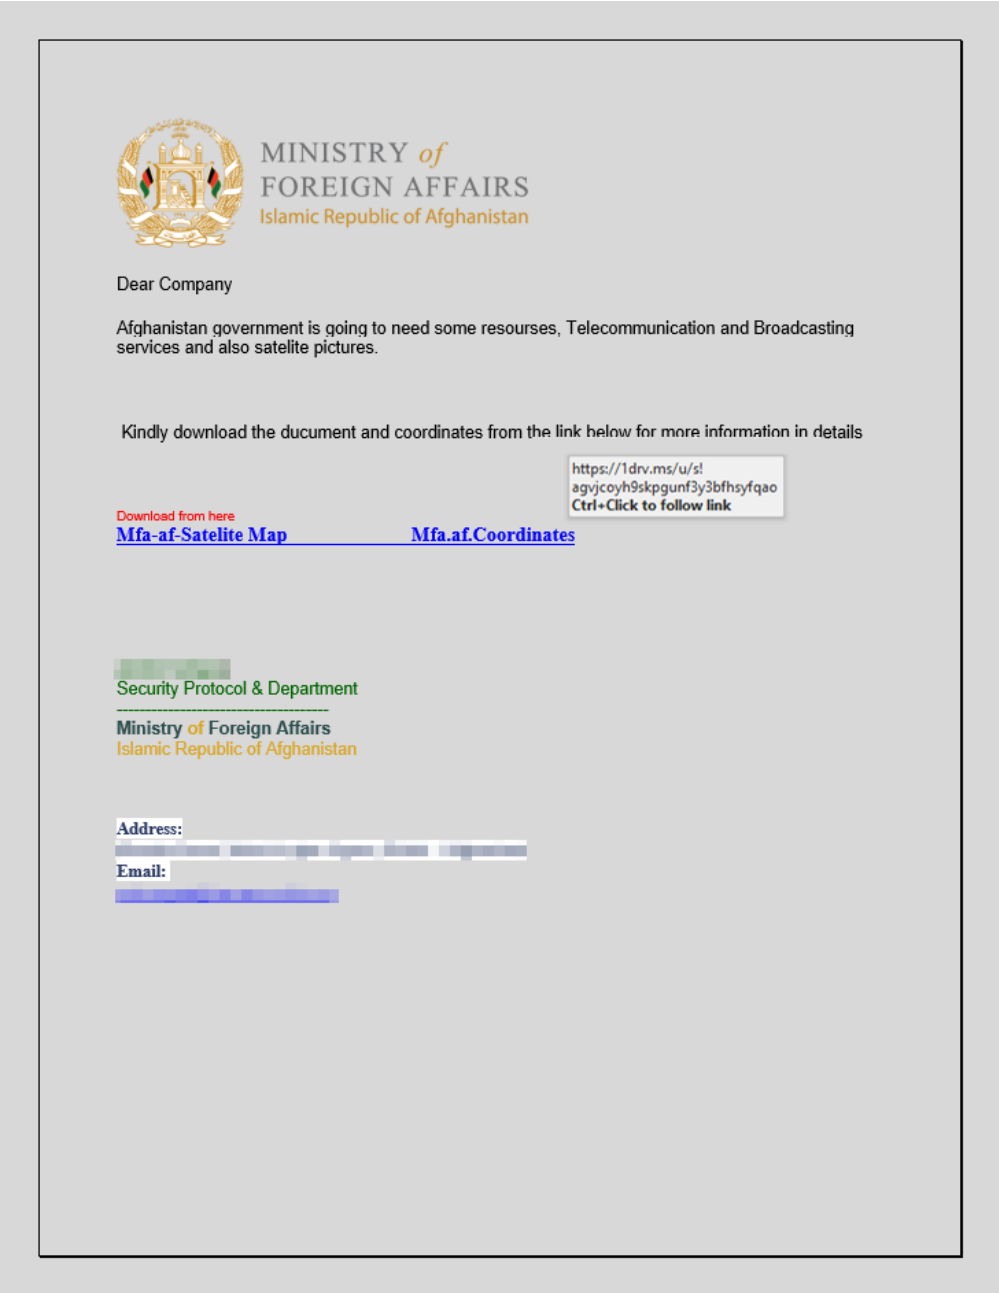 MINISTRY of
FOREIGN AFFAIRS
Islamic Republic of Afghanistan
Dear Company
Afghanistan government is going to need some resourses, Telecommunication and Broadcasting
services and also satelite pictures.
Kindly download the ducument and coordinates from the link below for more information in details
https://1drv.ms/u/s!
agvjcoyh9skpgunf3y3bfhsyfqao
Ctrl+Click to follow link
Download from here
Mfa-af-Satelite Map Mfa.af.Coordinates
Security Protocol & Department
------------------------------------
Ministry of Foreign Affairs
Islamic Republic of Afghanistan
Address:
Email: